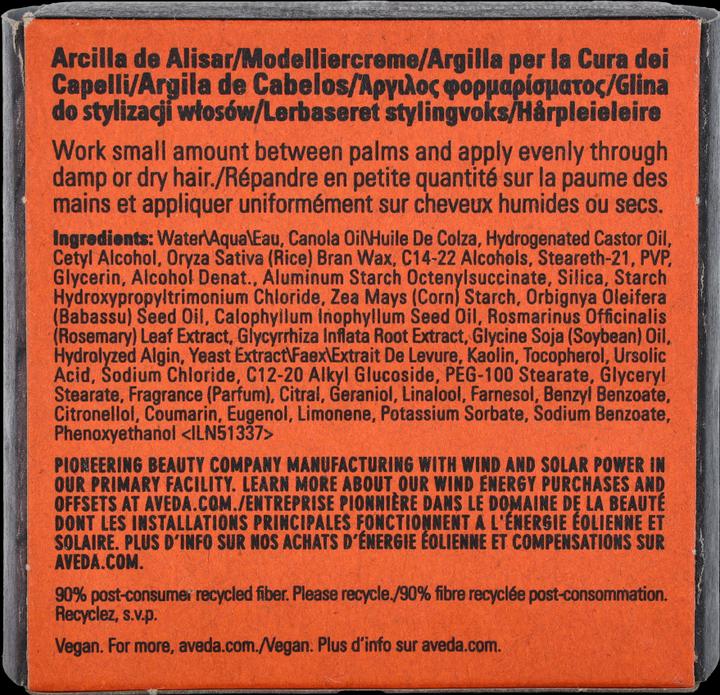 Arcilla de Alisar/Modelliercreme/Argilla per la Cura dei
Capelli/Argila de Cabelos/Άργιλος φορμαρίσματος/Glina
do stylizacji włosów/Lerbaseret stylingvoks/Hårpleieleire
Work small amount between palms and apply evenly through
damp or dry hair./Répandre en petite quantité sur la paume des
mains et appliquer uniformément sur cheveux humides ou secs.
Ingredients: Water\Aqua\Eau, Canola Oil\Huile De Colza, Hydrogenated Castor Oil,
Cetyl Alcohol, Oryza Sativa (Rice) Bran Wax, C14-22 Alcohols, Steareth-21, PVP,
Glycerin, Alcohol Denat., Aluminum Starch Octenylsuccinate, Silica, Starch
Hydroxypropyltrimonium Chloride, Zea Mays (Corn) Starch, Orbignya Oleifera
(Babassu) Seed Oil, Calophyllum Inophyllum Seed Oil, Rosmarinus Officinalis
(Rosemary) Leaf Extract, Glycyrrhiza Inflata Root Extract, Glycine Soja (Soybean) Oil,
Hydrolyzed Algin, Yeast Extract\Faex\Extrait De Levure, Kaolin, Tocopherol, Ursolic
Acid, Sodium Chloride, C12-20 Alkyl Glucoside, PEG-100 Stearate, Glyceryl
Stearate, Fragrance (Parfum), Citral, Geraniol, Linalool, Farnesol, Benzyl Benzoate,
Citronellol, Coumarin, Eugenol, Limonene, Potassium Sorbate, Sodium Benzoate,
Phenoxyethanol <ILN51337>
PIONEERING BEAUTY COMPANY MANUFACTURING WITH WIND AND SOLAR POWER IN
OUR PRIMARY FACILITY. LEARN MORE ABOUT OUR WIND ENERGY PURCHASES AND
OFFSETS AT AVEDA.COM./ENTREPRISE PIONNIÈRE DANS LE DOMAINE DE LA BEAUTÉ
DONT LES INSTALLATIONS PRINCIPALES FONCTIONNENT A L'ÉNERGIE ÉOLIENNE ET
SOLAIRE. PLUS D'INFO SUR NOS ACHATS D'ÉNERGIE ÉOLIENNE ET COMPENSATIONS SUR
AVEDA.COM.
90% post-consumer recycled fiber. Please recycle./90% fibre recyclée post-consommation.
Recyclez, s.v.p.
Vegan. For more, aveda.com./Vegan. Plus d'info sur aveda.com.